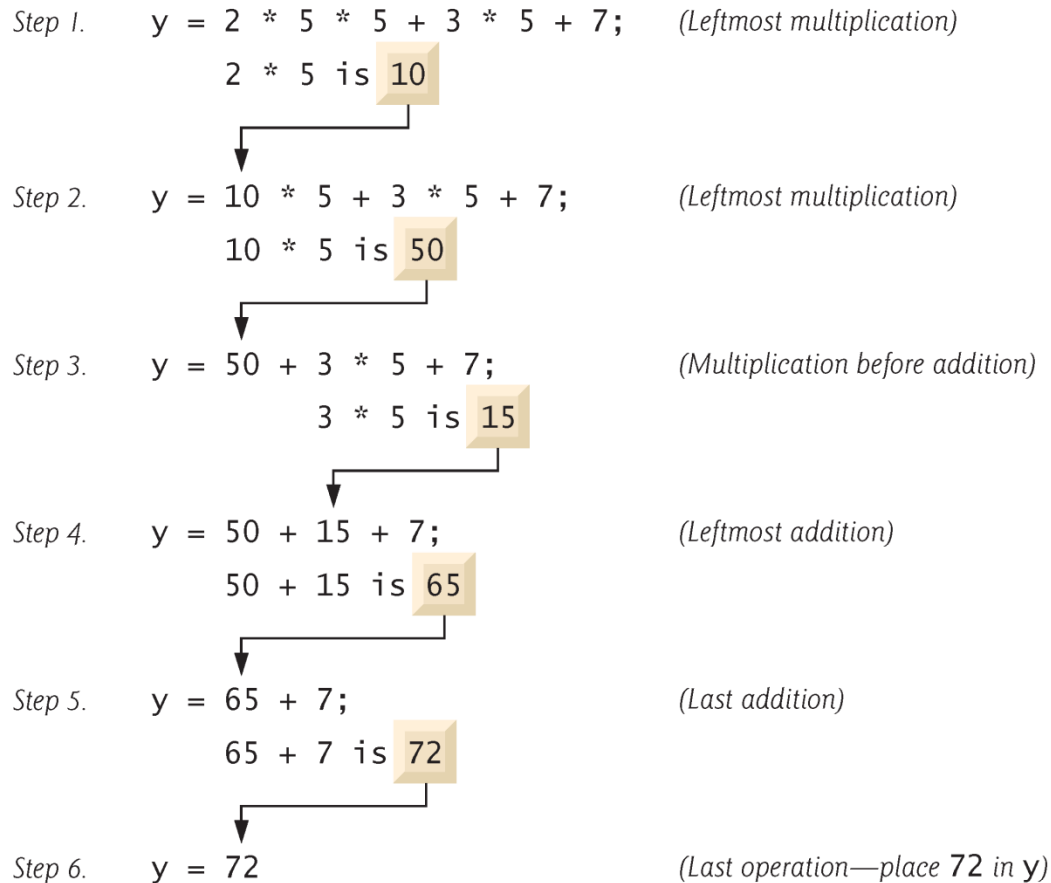 Step 1. y = 2 * 5 * 5 + 3 * 5 + 7; (Leftmost multiplication)
2 * 5 is 10
Step 2. y = 10 * 5 + 3 * 5 + 7; (Leftmost multiplication)
10 * 5 is 50
Step 3. y = 50 + 3 * 5 + 7; (Multiplication before addition)
3 * 5 is 15
Step 4. y = 50 + 15 + 7; (Leftmost addition)
50 + 15 is 65
Step 5. y = 65 + 7; (Last addition)
65 + 7 is 72
Step 6. y = 72 (Last operation—place 72 in y)